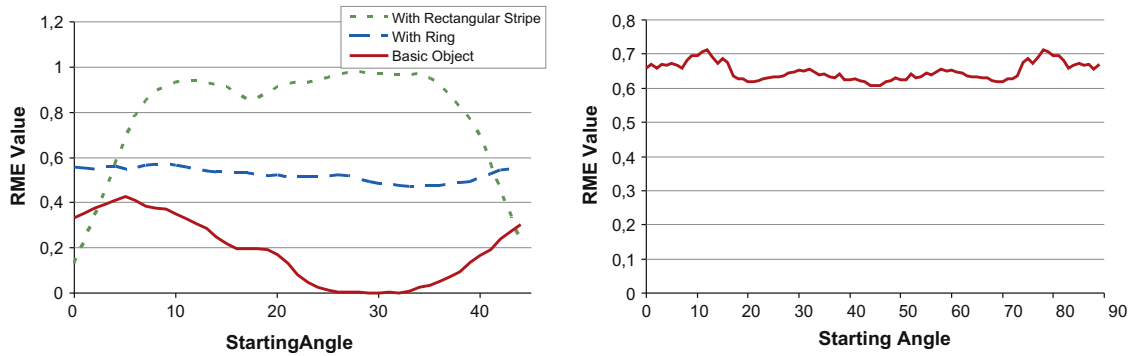 1,2
1
0,8
0,6
0,4
0,2
0
RME Value
With Rectangular Stripe
With Ring
Basic Object
0 10 20 30 40
StartingAngle
0,8
0,7
0,6
0,5
0,4
0,3
0,2
0,1
0
RME Value
0 10 20 30 40 50 60 70 80 90
Starting Angle